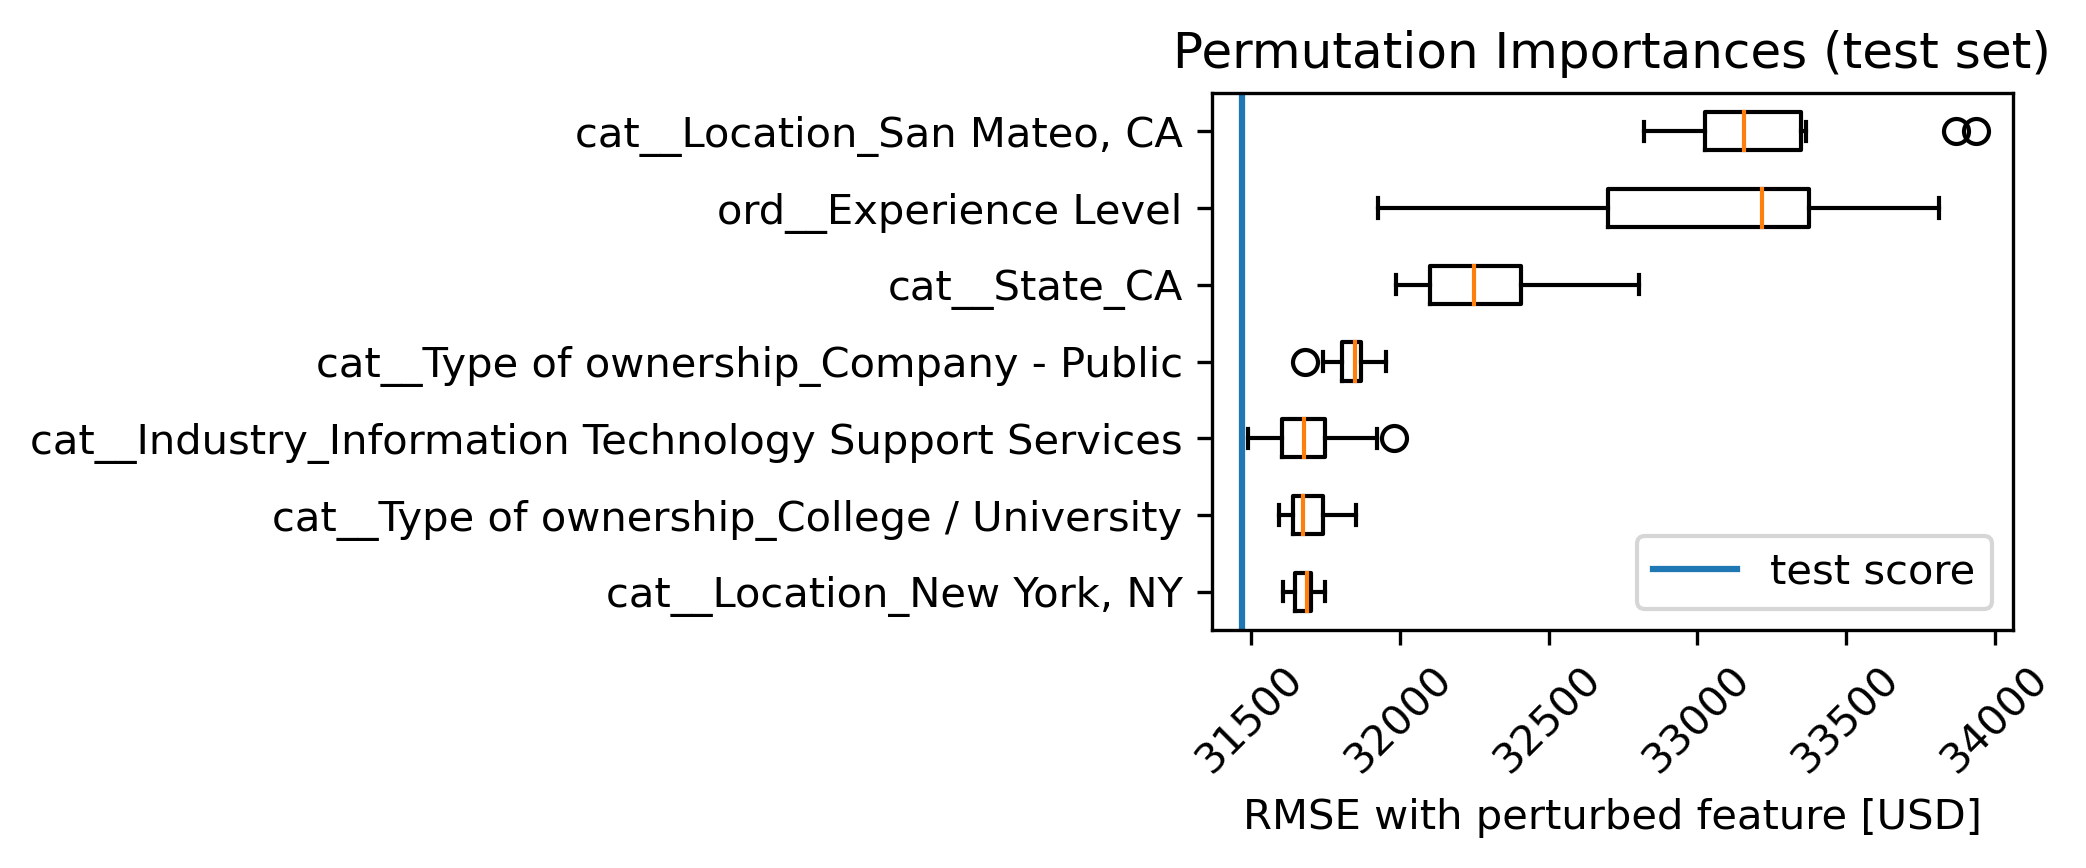 Permutation Importances (test set)
cat__Location_San Mateo, CA
ord__Experience Level
cat__State_CA
cat__Type of ownership_Company - Public
cat__Industry_Information Technology Support Services
cat__Type of ownership_College / University
cat__Location_New York, NY
test score
31500
32000
32500
33000
33500
34000
RMSE with perturbed feature [USD]